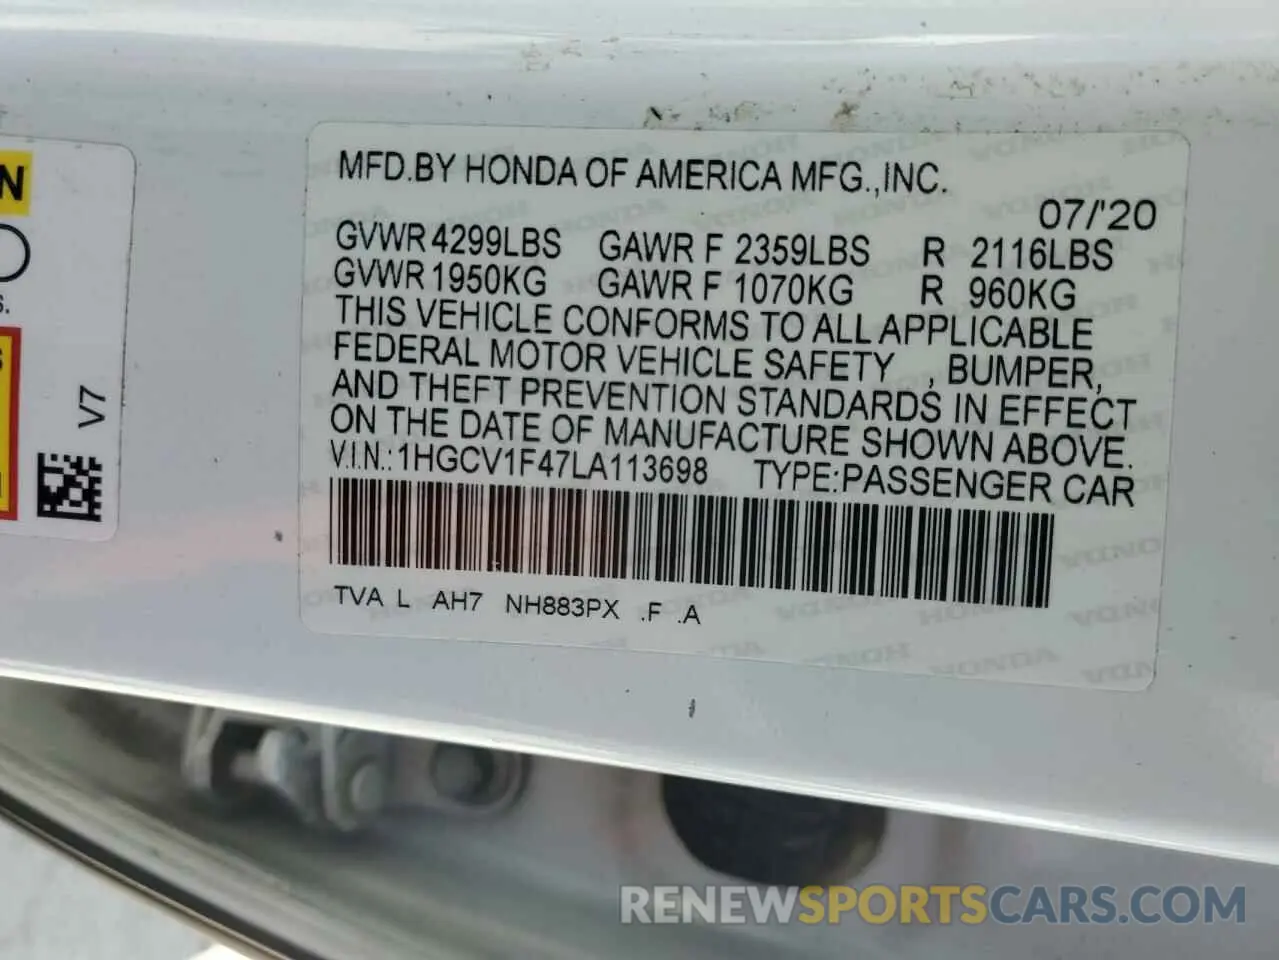 MFD.BY HONDA OF AMERICA MFG.,INC.
07/'20
GVWR 4299LBS GAWR F 2359LBS R 2116LBS
GVWR 1950KG GAWR F 1070KG R 960KG
THIS VEHICLE CONFORMS TO ALL APPLICABLE
FEDERAL MOTOR VEHICLE SAFETY , BUMPER,
AND THEFT PREVENTION STANDARDS IN EFFECT
ON THE DATE OF MANUFACTURE SHOWN ABOVE.
V.I.N.:1HGCV1F47LA113698 TYPE:PASSENGER CAR
TVA L AH7 NH883PX .F .A
V7
RENEWSPORTSCARS.COM